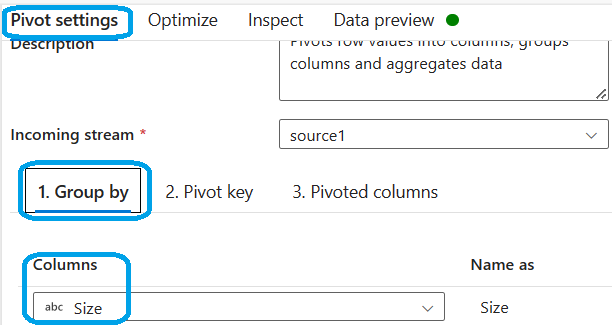 Pivot settings Optimize Inspect Data preview
Description
Pivots row values into columns, groups
columns and aggregates data
Incoming stream *
source1
1. Group by 2. Pivot key 3. Pivoted columns
Columns Name as
abc Size Size